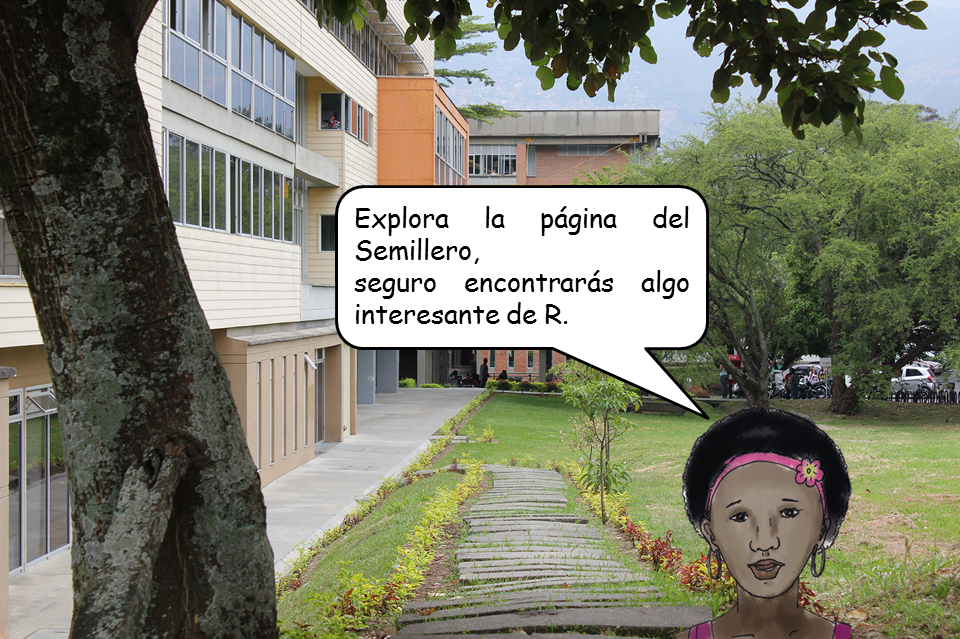 Explora la página del
Semillero,
seguro encontrarás algo
interesante de R.